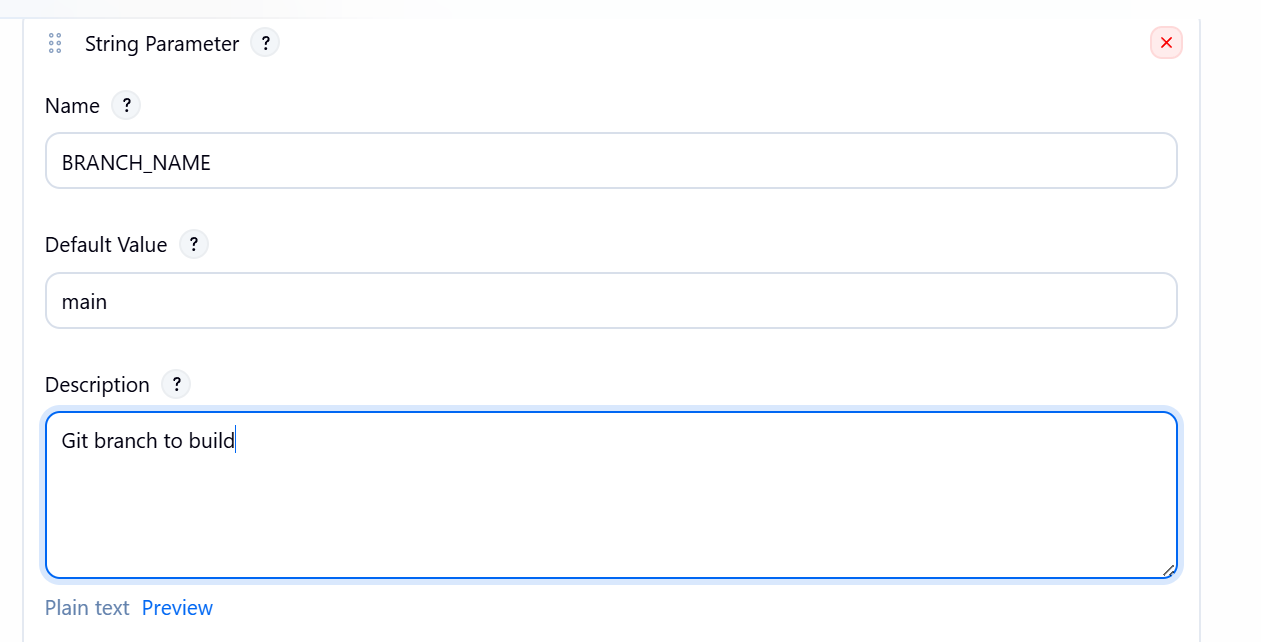 String Parameter ?
Name ?
BRANCH_NAME
Default Value ?
main
Description ?
Git branch to build
Plain text Preview